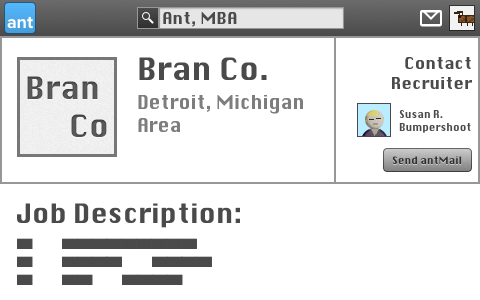 ant
Ant, MBA
Bran
Co
Bran Co.
Detroit, Michigan
Area
Contact
Recruiter
Susan R.
Bumpershoot
Send antMail
Job Description: